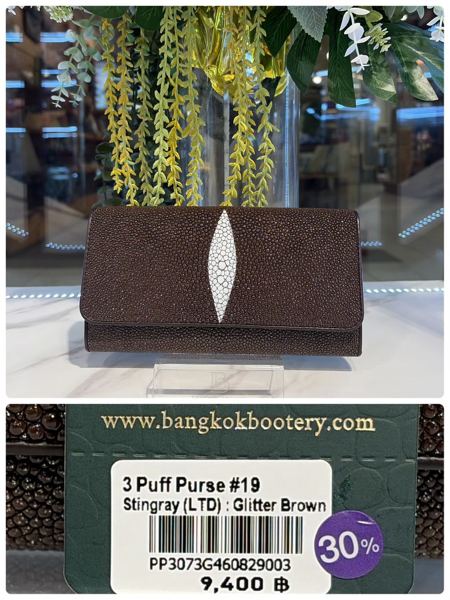 www.bangkokbootery.com
3 Puff Purse #19
Stingray (LTD) : Glitter Brown
PP3073G460829003
9,400 ฿
30%